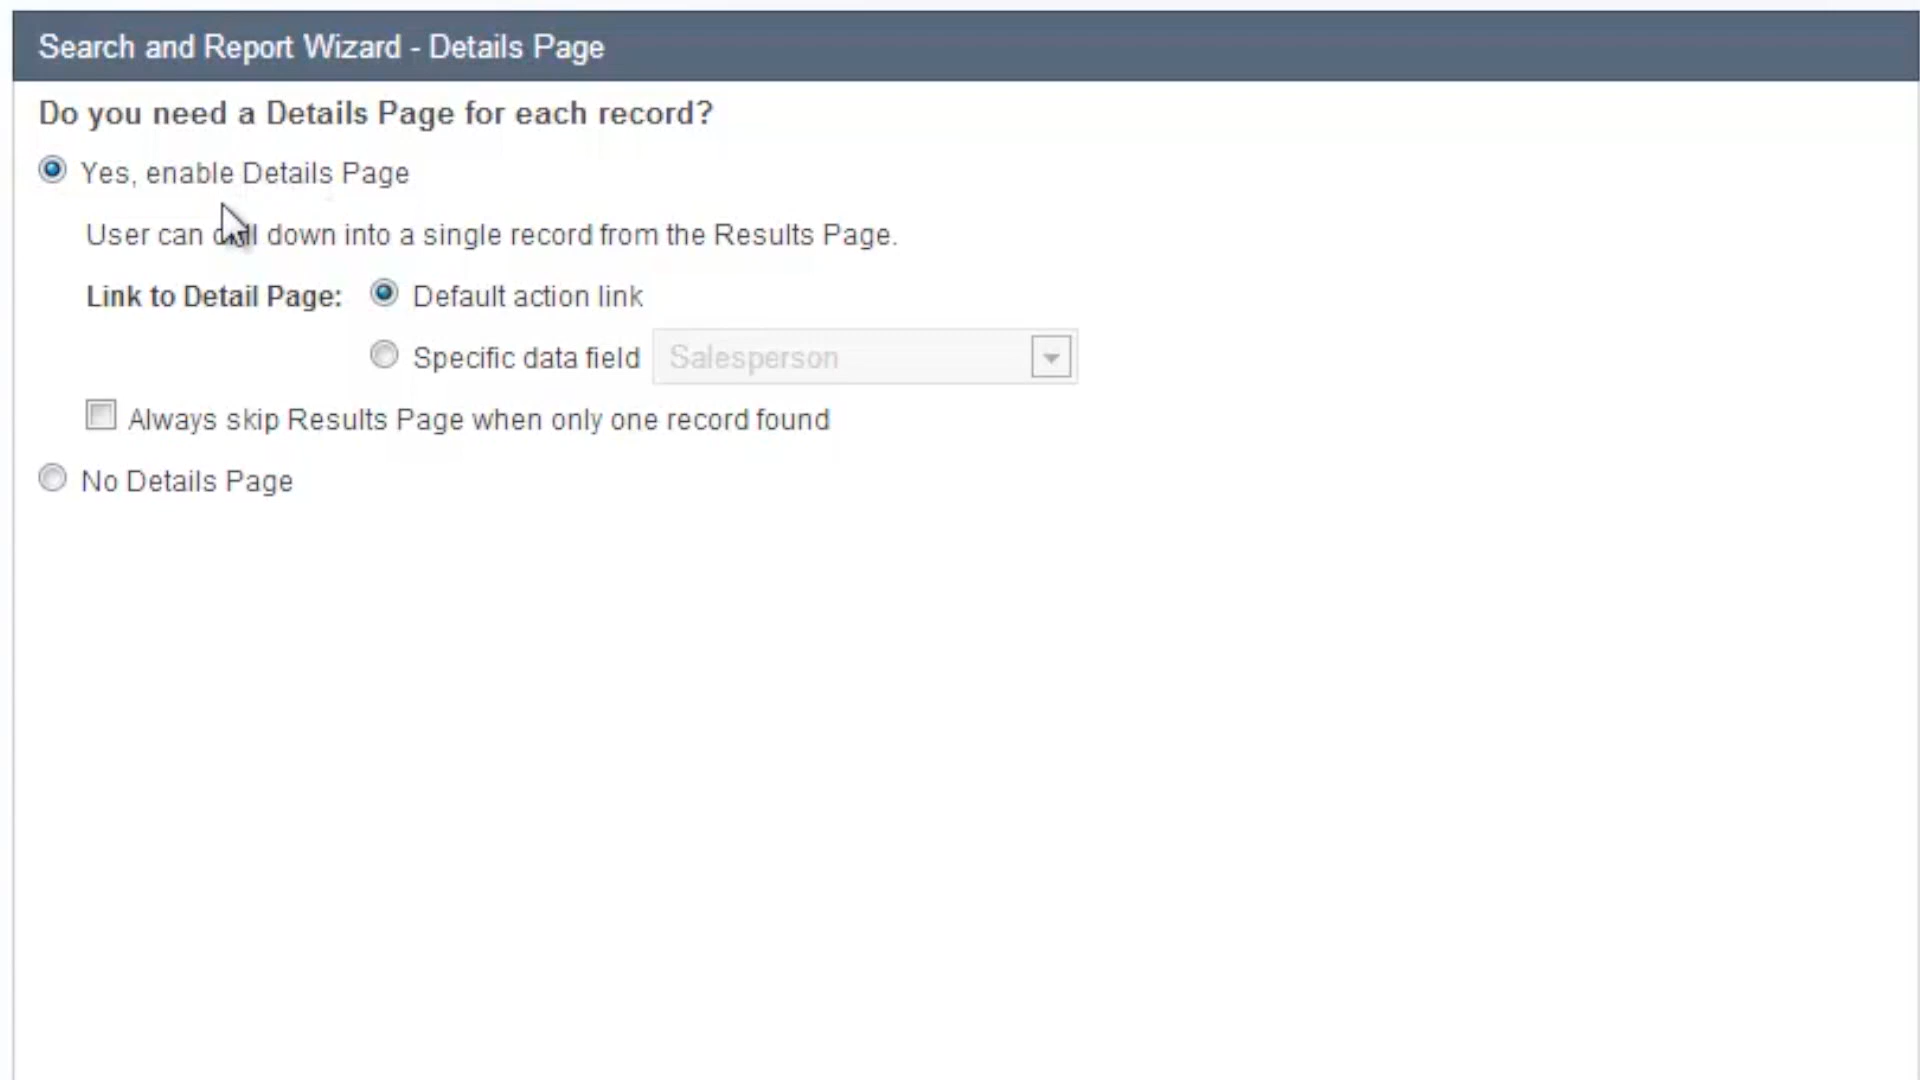 Search and Report Wizard - Details Page
Do you need a Details Page for each record?
Yes, enable Details Page
User can drill down into a single record from the Results Page.
Link to Detail Page: Default action link
Specific data field Salesperson
Always skip Results Page when only one record found
No Details Page